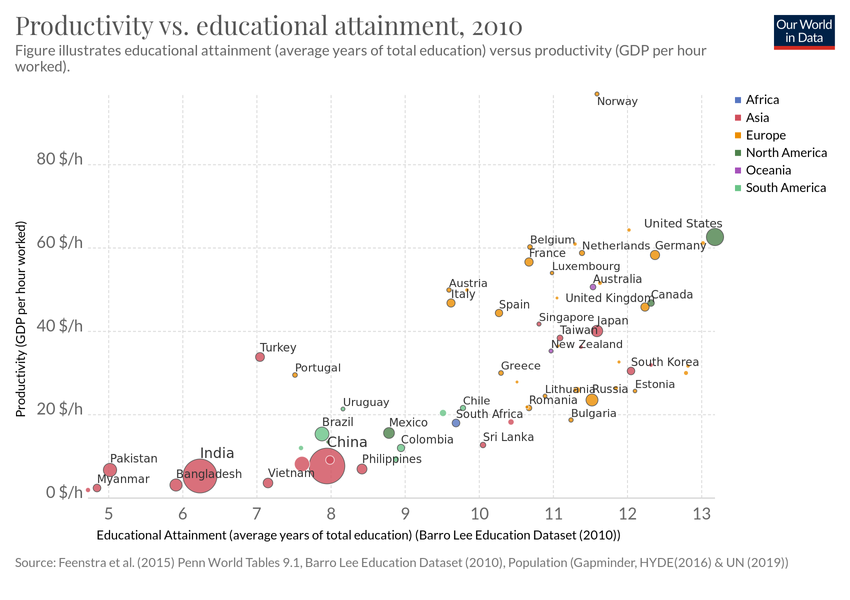 Productivity vs. educational attainment, 2010
Figure illustrates educational attainment (average years of total education) versus productivity (GDP per hour
worked).
Our World
in Data
Africa
Asia
Europe
North America
Oceania
South America
Productivity (GDP per hour worked)
80 $/h
60 $/h
40 $/h
20 $/h
0 $/h
Norway
United States
Belgium
Netherlands
Germany
France
Luxembourg
Austria
Australia
Italy
United Kingdom
Canada
Spain
Singapore
Japan
Taiwan
Turkey
New Zealand
Portugal
Greece
South Korea
Lithuania
Russia
Estonia
Uruguay
Chile
Romania
Brazil
Mexico
South Africa
Bulgaria
China
Colombia
Sri Lanka
India
Pakistan
Philippines
Myanmar
Bangladesh
Vietnam
5
6
7
8
9
10
11
12
13
Educational Attainment (average years of total education) (Barro Lee Education Dataset (2010))
Source: Feenstra et al. (2015) Penn World Tables 9.1, Barro Lee Education Dataset (2010), Population (Gapminder, HYDE(2016) & UN (2019))